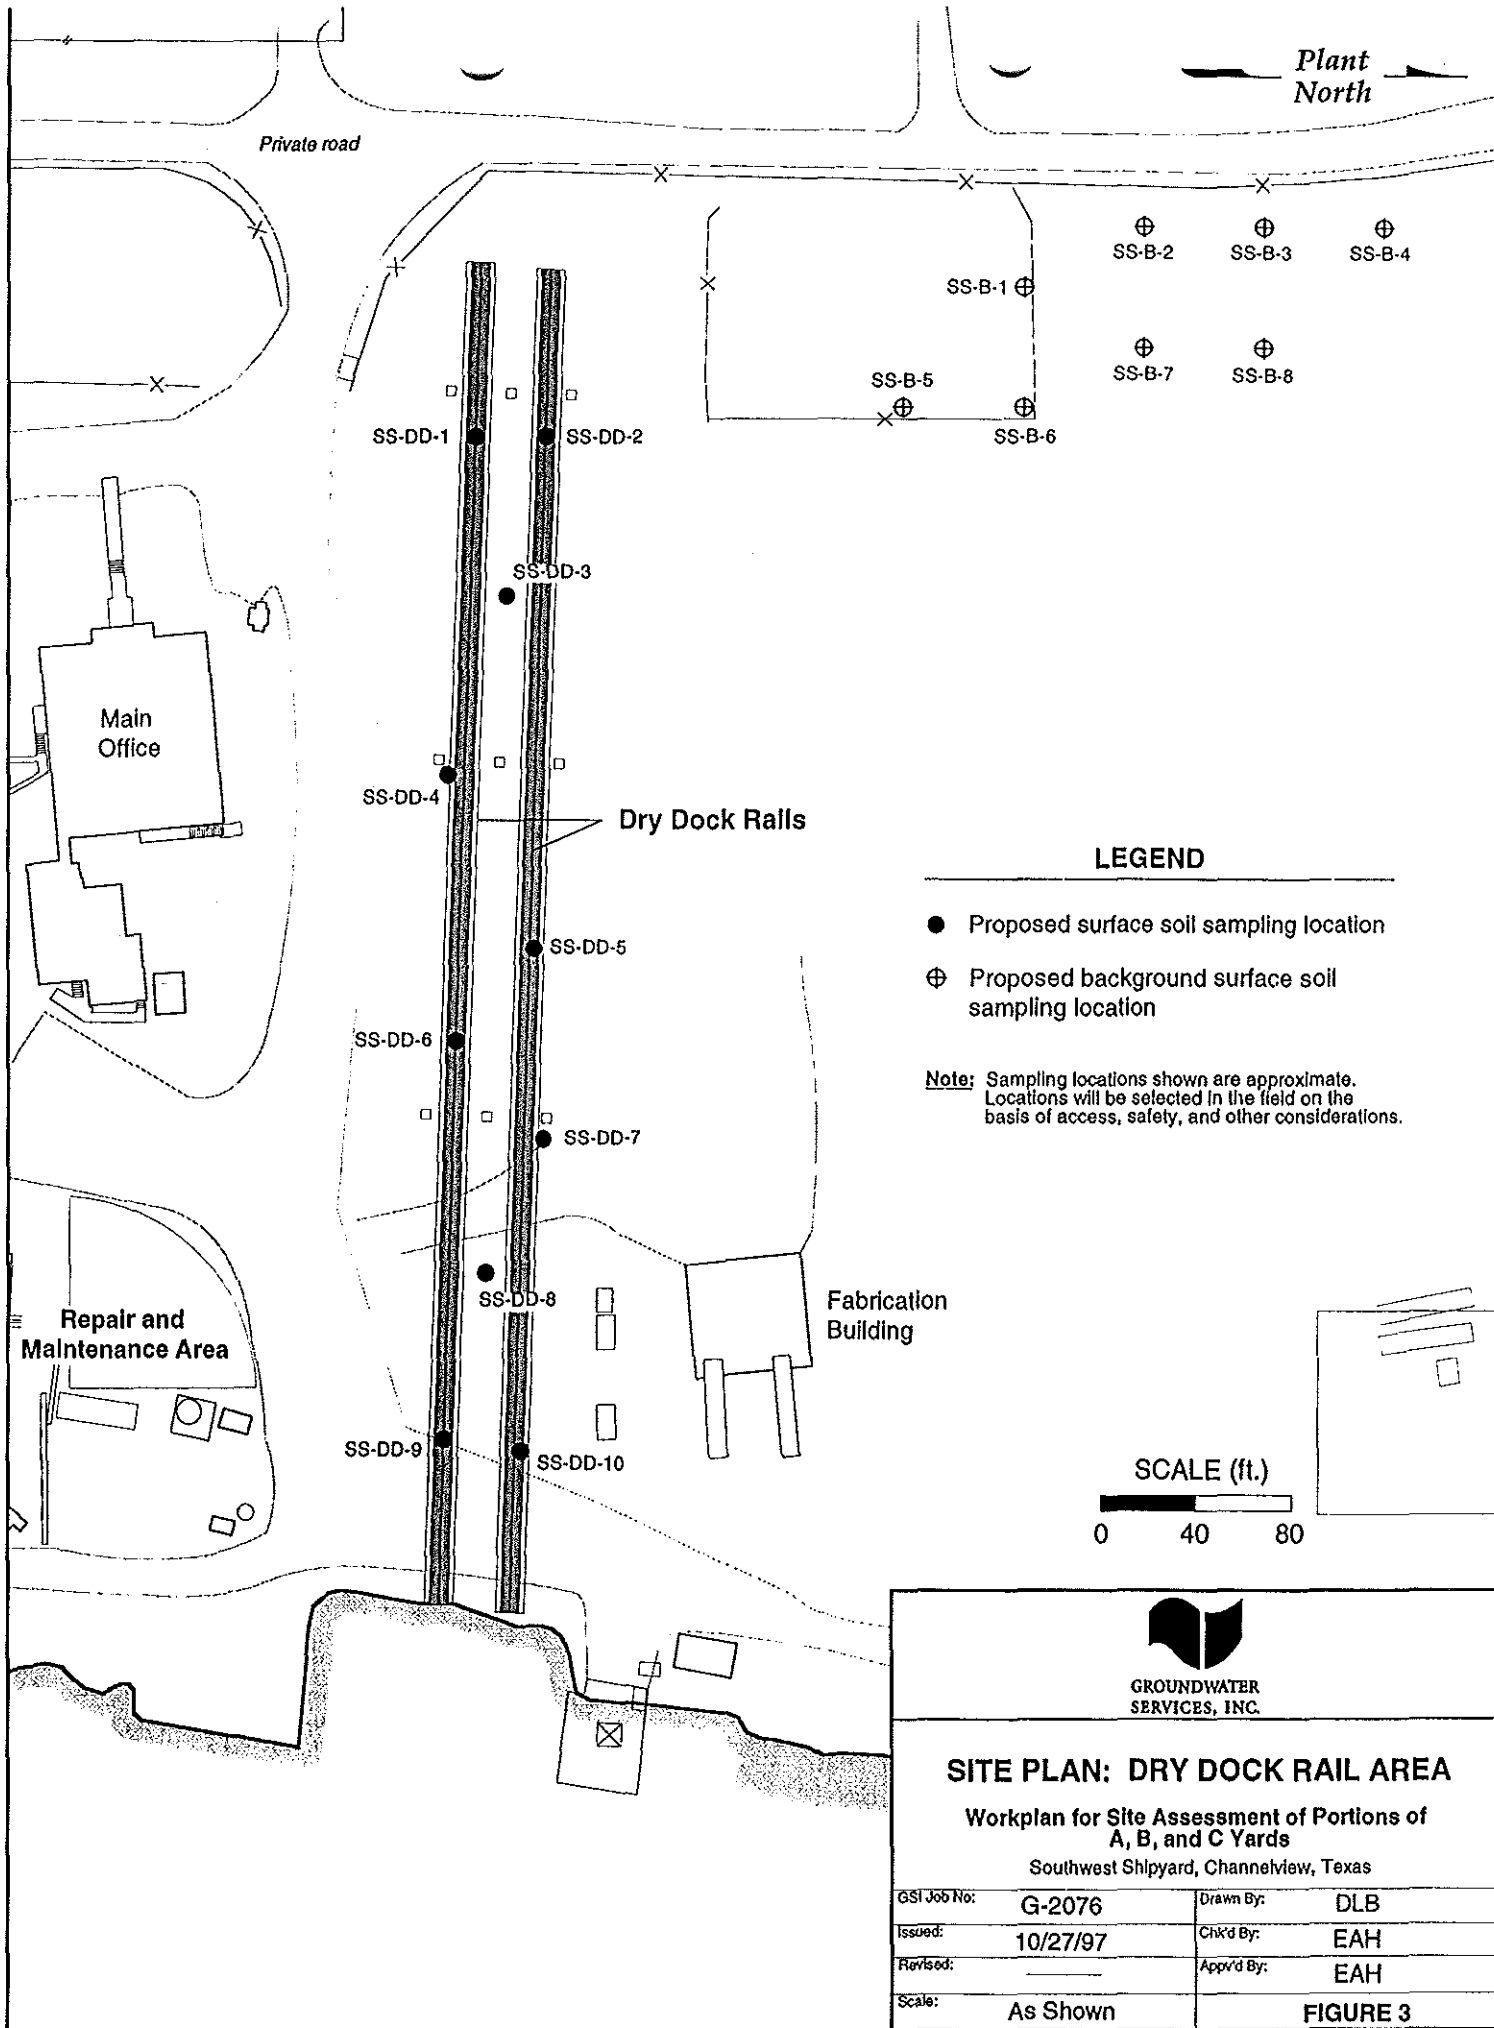 Plant
North
Private road
SS-B-2
SS-B-3
SS-B-4
SS-B-1
SS-B-7
SS-B-8
SS-B-5
SS-B-6
SS-DD-1
SS-DD-2
SS-DD-3
Main
Office
SS-DD-4
Dry Dock Rails
LEGEND
Proposed surface soil sampling location
Proposed background surface soil
sampling location
SS-DD-5
SS-DD-6
Note: Sampling locations shown are approximate.
Locations will be selected in the field on the
basis of access, safety, and other considerations.
SS-DD-7
SS-DD-8
Fabrication
Building
Repair and
Maintenance Area
SS-DD-9
SS-DD-10
SCALE (ft.)
0 40 80
GROUNDWATER
SERVICES, INC.
SITE PLAN: DRY DOCK RAIL AREA
Workplan for Site Assessment of Portions of
A, B, and C Yards
Southwest Shipyard, Channelview, Texas
GSI Job No: G-2076 Drawn By: DLB
Issued: 10/27/97 Chk'd By: EAH
Revised: Appv'd By: EAH
Scale: As Shown FIGURE 3